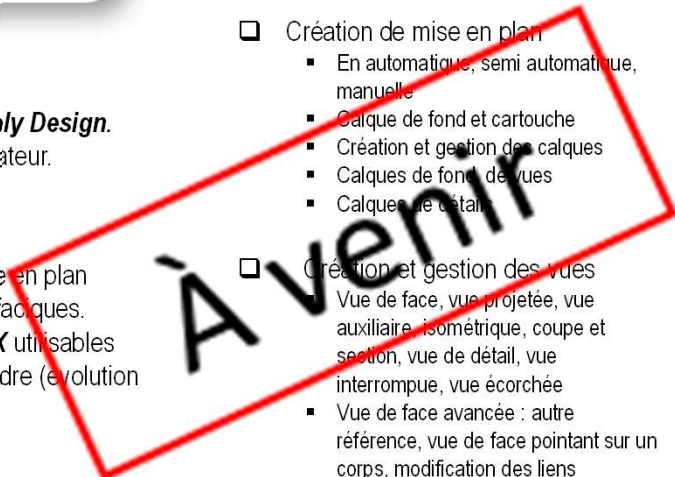 ply Design.
ateur.
e en plan
faciques.
X utilisables
dre (evolution
❑ Création de mise en plan
▪ En automatique, semi automatique,
manuelle
▪ Calque de fond et cartouche
▪ Création et gestion des calques
▪ Calques de fond, de vues
▪ Calques de détails
❑ Création et gestion des vues
▪ Vue de face, vue projetée, vue
auxiliaire, isométrique, coupe et
section, vue de détail, vue
interrompue, vue écorchée
▪ Vue de face avancée : autre
référence, vue de face pointant sur un
corps, modification des liens
À venir